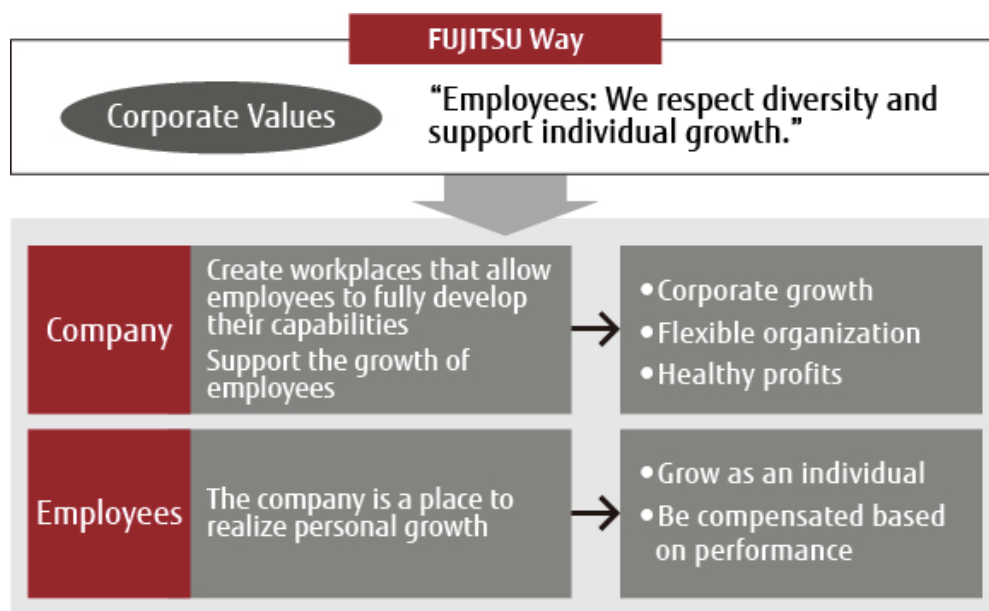 FUJITSU Way
Corporate Values
“Employees: We respect diversity and
support individual growth.”
Company
Create workplaces that allow
employees to fully develop
their capabilities
Support the growth of
employees
•Corporate growth
•Flexible organization
•Healthy profits
Employees
The company is a place to
realize personal growth
•Grow as an individual
•Be compensated based
on performance